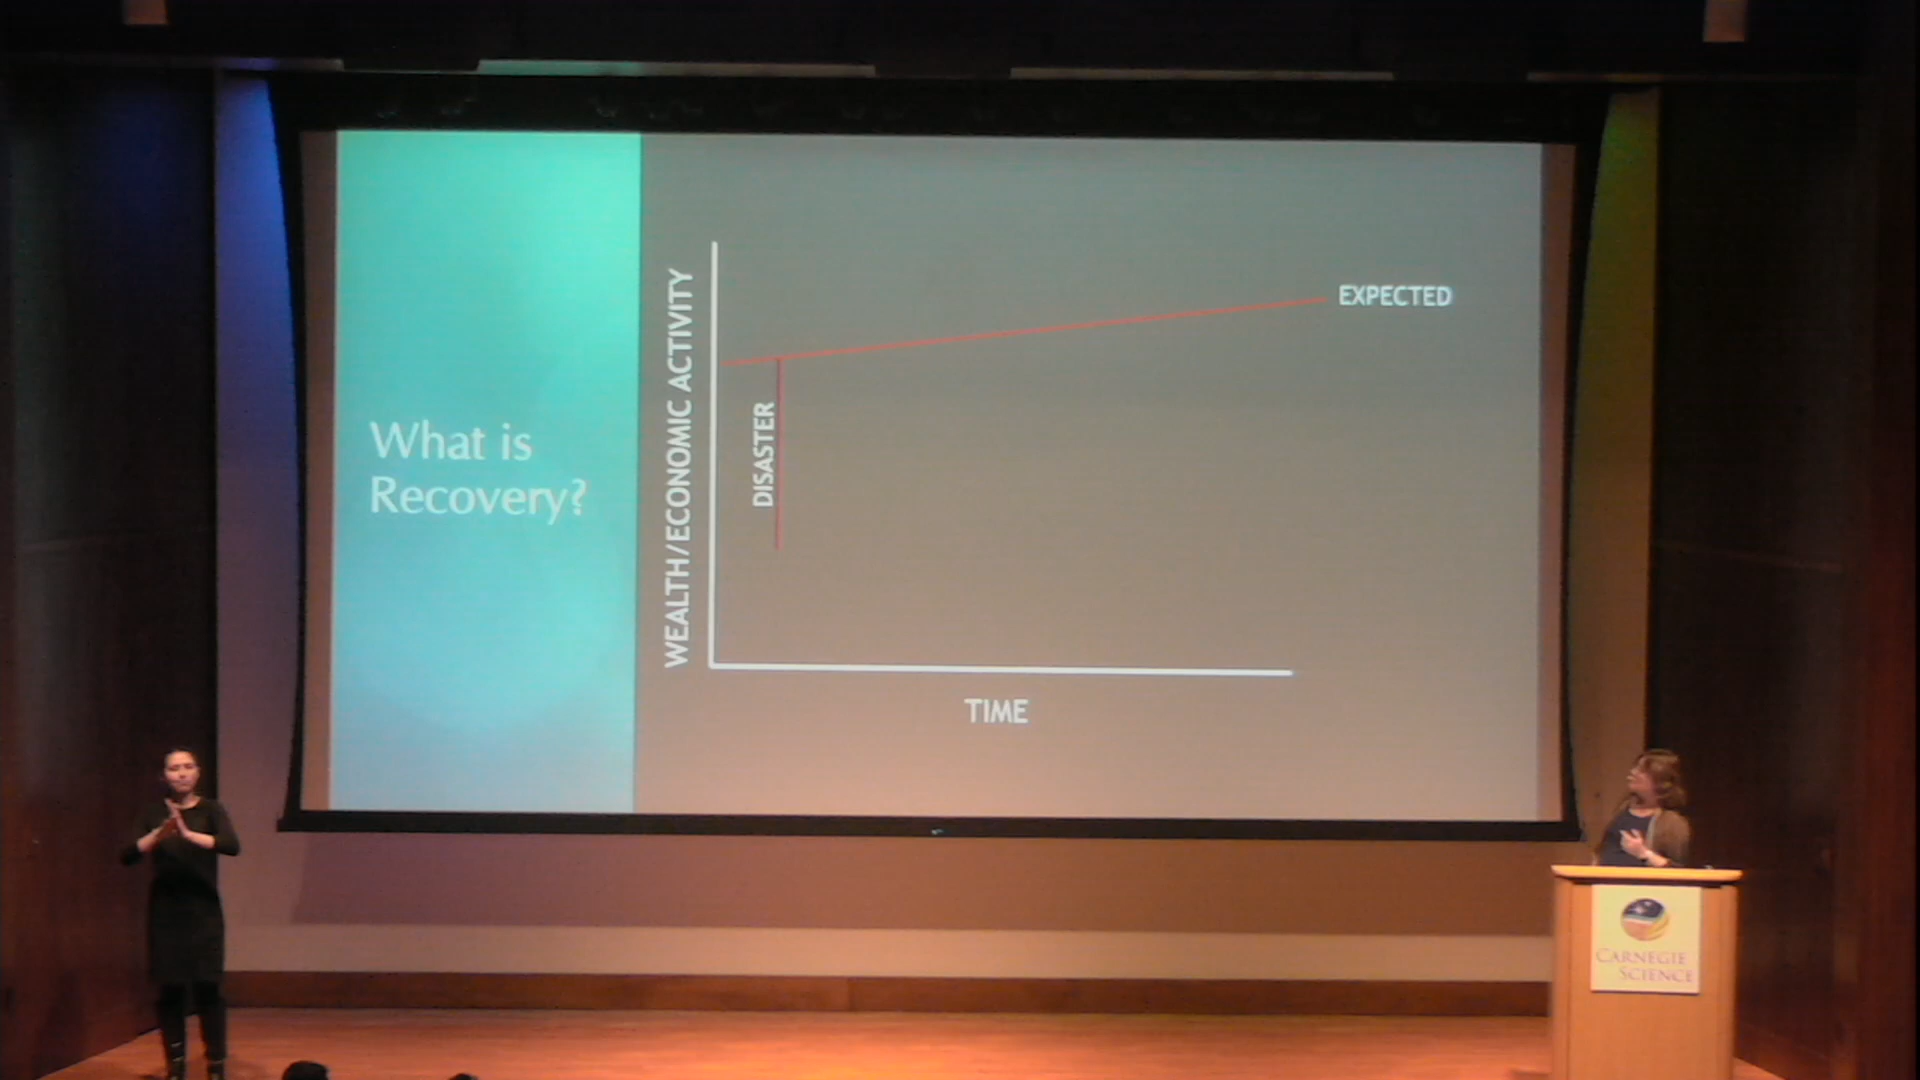 What is
Recovery?
WEALTH/ECONOMIC ACTIVITY
DISASTER
EXPECTED
TIME
CARNEGIE
SCIENCE